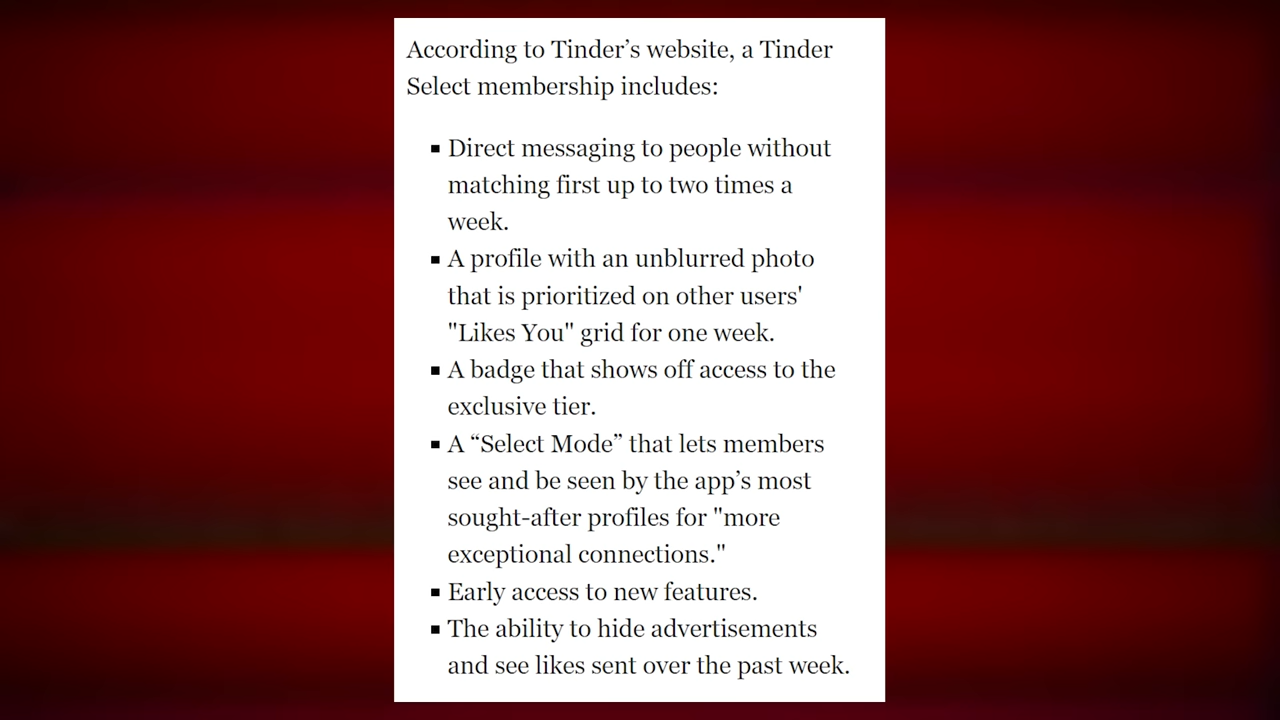 According to Tinder’s website, a Tinder
Select membership includes:
▪ Direct messaging to people without
matching first up to two times a
week.
▪ A profile with an unblurred photo
that is prioritized on other users'
"Likes You" grid for one week.
▪ A badge that shows off access to the
exclusive tier.
▪ A “Select Mode” that lets members
see and be seen by the app’s most
sought-after profiles for "more
exceptional connections."
▪ Early access to new features.
▪ The ability to hide advertisements
and see likes sent over the past week.